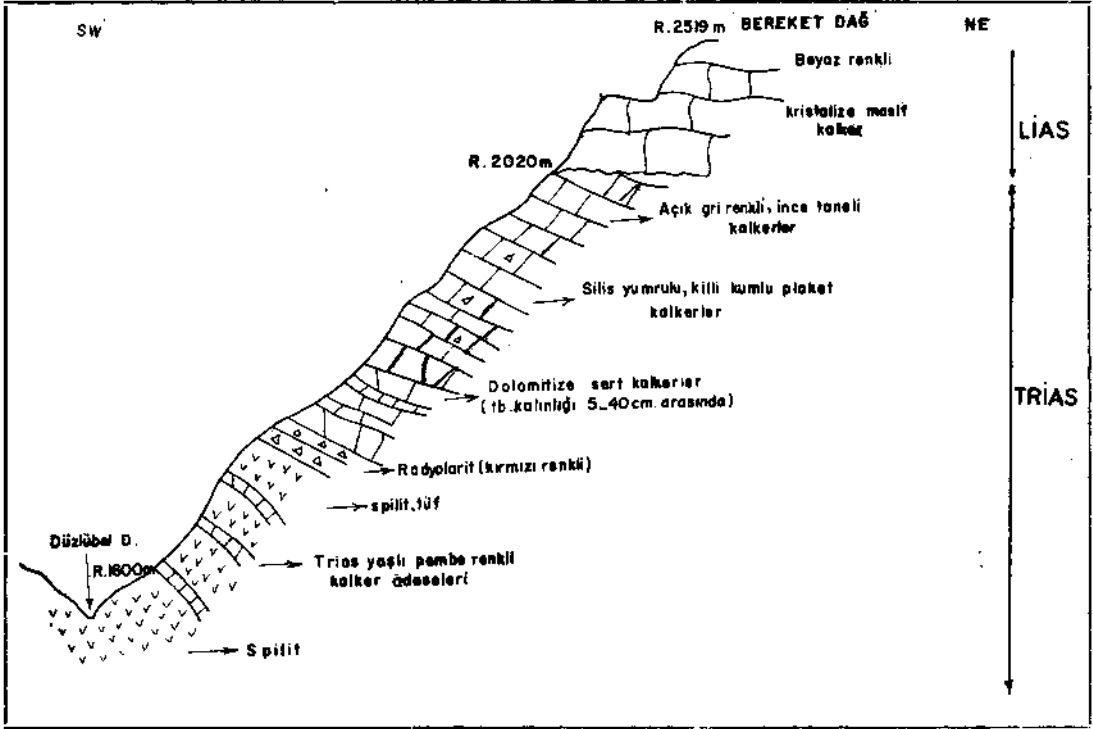 SW
R.2519 m BEREKET DAĞ
NE
Beyaz renkli
kristalize masif
kalker
LİAS
R.2020m
Açık gri renkli, ince taneli
kalkerler
Silis yumrulu, killi kumlu plaket
kalkerler
Dolomitize sert kalkerler
(tb.kalınlığı 5_40cm. arasında)
TRİAS
Radyolarit (kırmızı renkli)
spilit, tüf
Düzlübel D.
R.1600m
Trias yaşlı pembe renkli
kalker adeseleri
Spilit